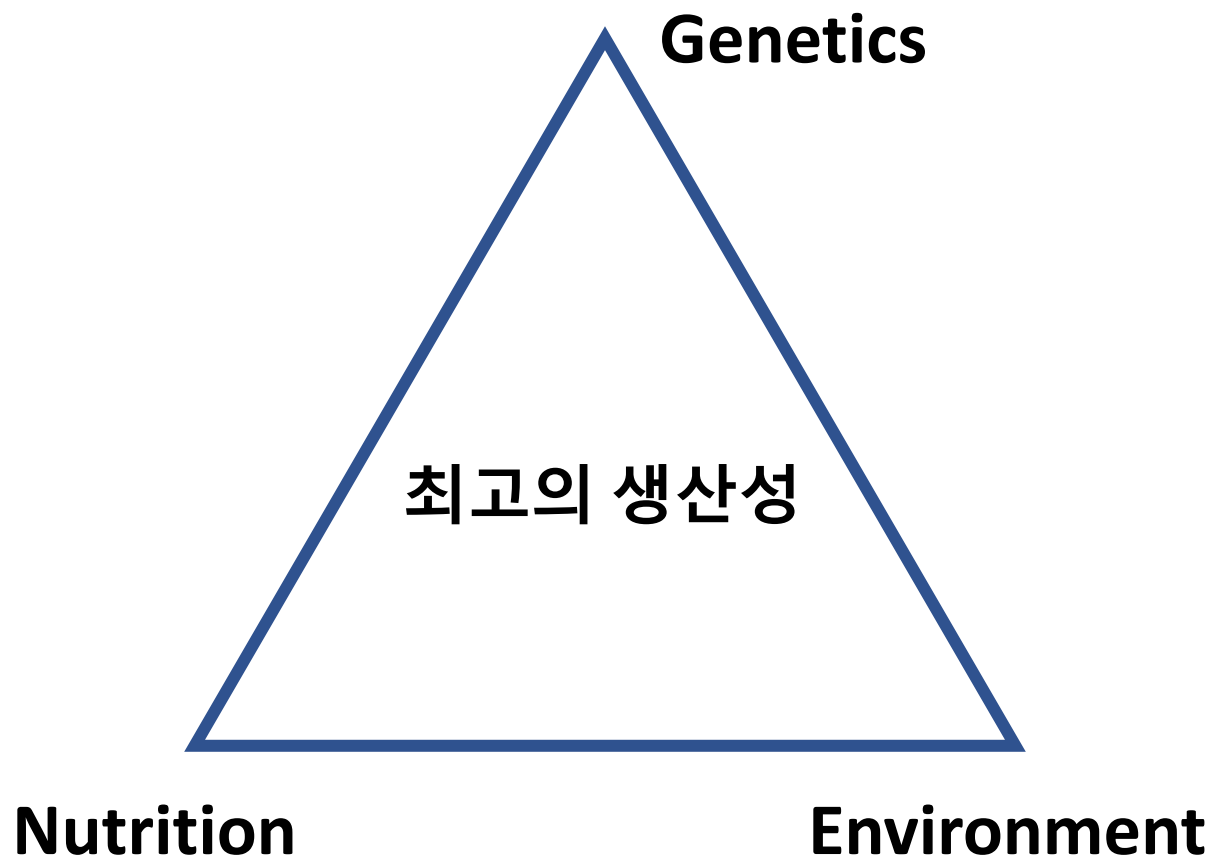 Genetics
최고의 생산성
Nutrition
Environment